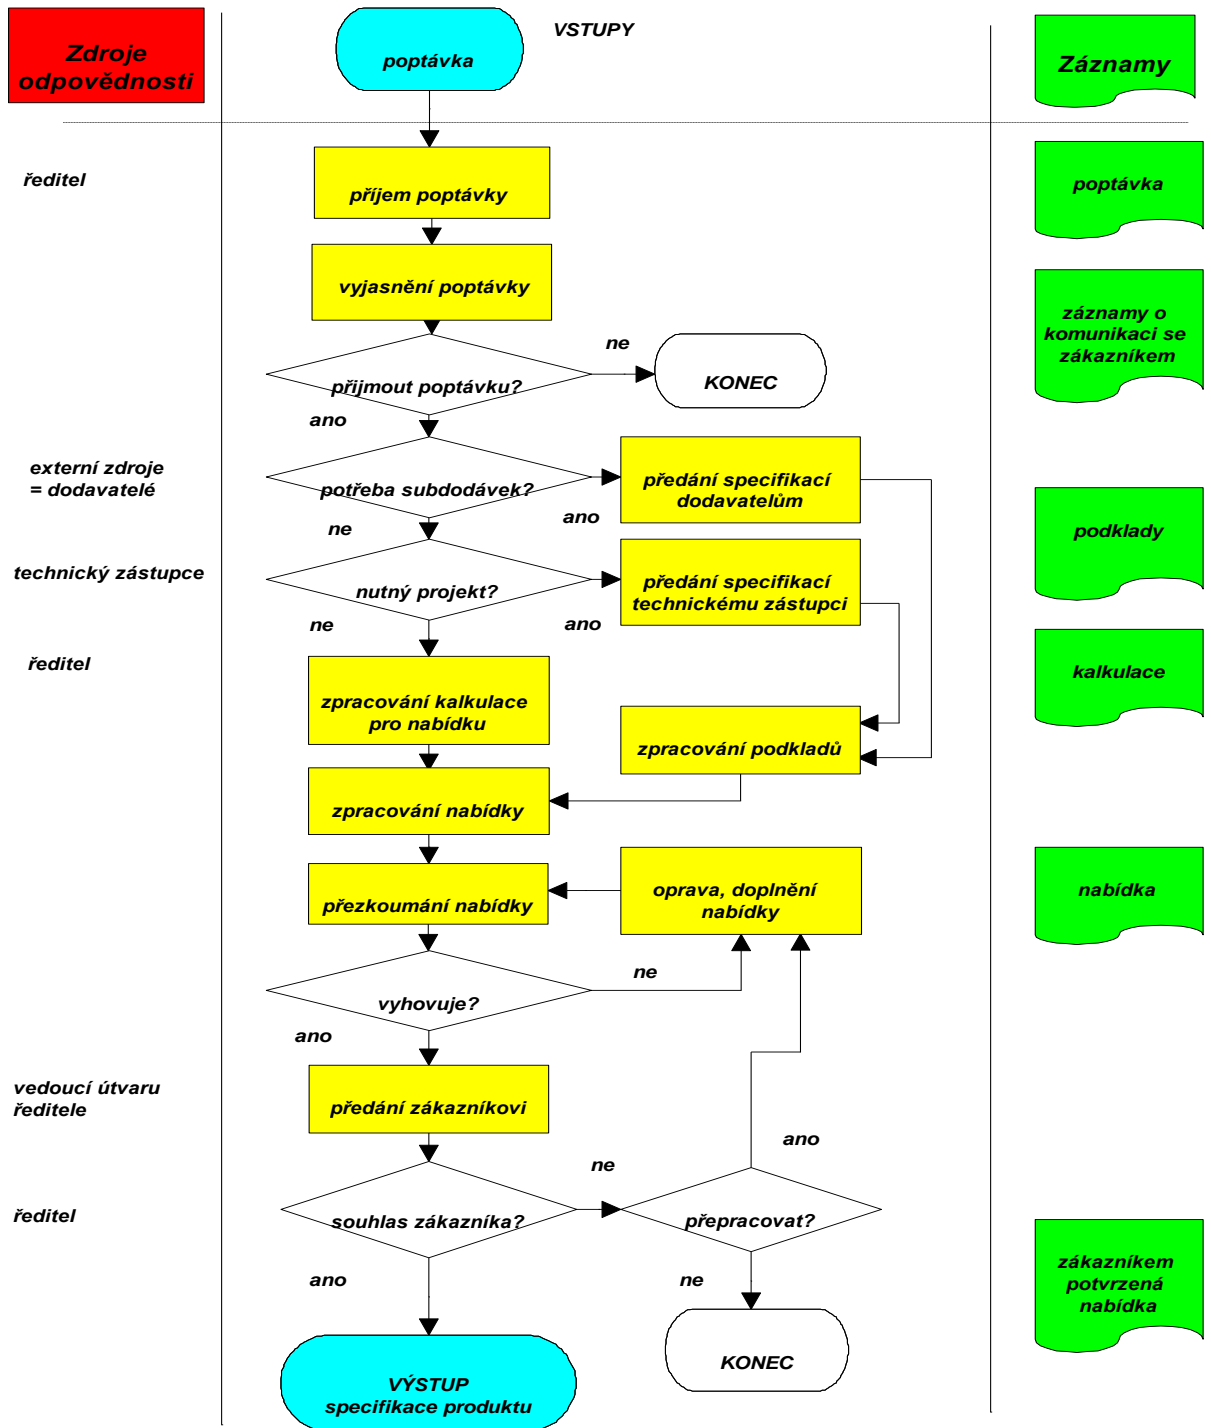 Zdroje
odpovědnosti
poptávka
VSTUPY
Záznamy
ředitel
příjem poptávky
poptávka
vyjasnění poptávky
záznamy o
komunikaci se
zákazníkem
přijmout poptávku?
ne
KONEC
ano
externí zdroje
= dodavatelé
potřeba subdodávek?
předání specifikací
dodavatelům
ne
ano
podklady
technický zástupce
nutný projekt?
předání specifikací
technickému zástupci
ne
ano
ředitel
zpracování kalkulace
pro nabídku
kalkulace
zpracování podkladů
zpracování nabídky
přezkoumání nabídky
oprava, doplnění
nabídky
nabídka
vyhovuje?
ne
ano
vedoucí útvaru
ředitele
předání zákazníkovi
ano
ne
ředitel
souhlas zákazníka?
přepracovat?
ano
ne
zákazníkem
potvrzená
nabídka
KONEC
VÝSTUP
specifikace produktu